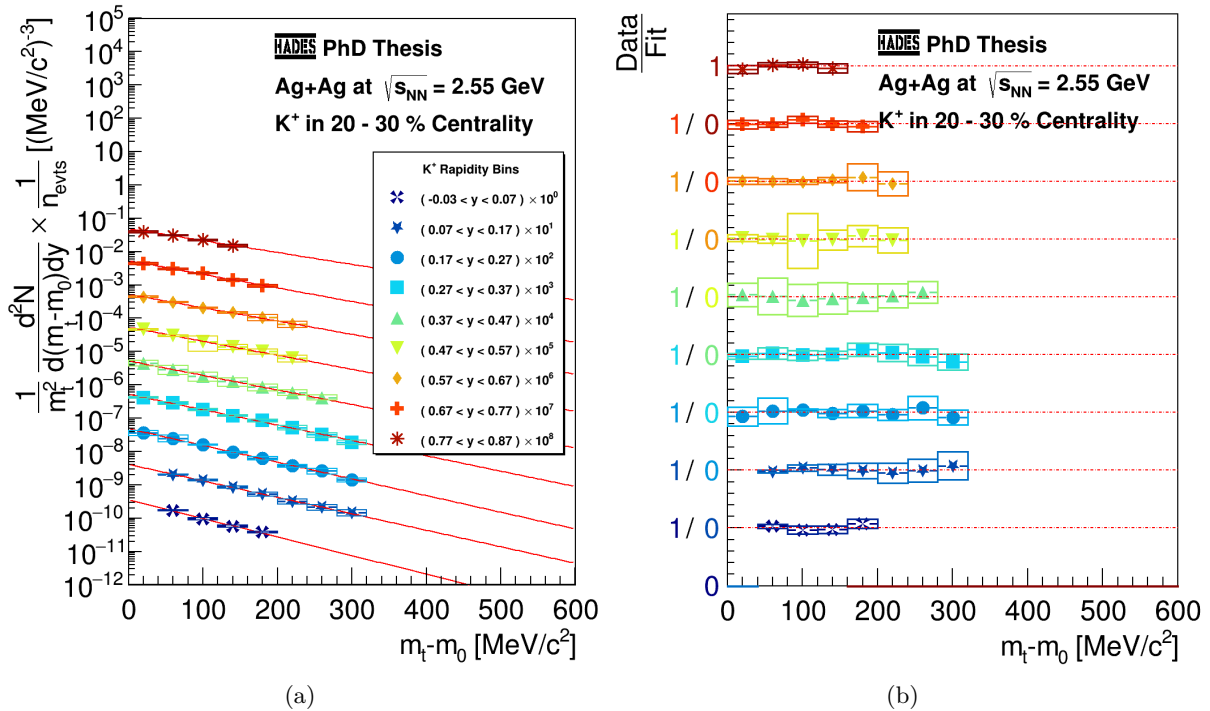 HADES PhD Thesis
Ag+Ag at √s_NN = 2.55 GeV
K⁺ in 20 - 30 % Centrality
K⁺ Rapidity Bins
( -0.03 < y < 0.07 ) × 10⁰
( 0.07 < y < 0.17 ) × 10¹
( 0.17 < y < 0.27 ) × 10²
( 0.27 < y < 0.37 ) × 10³
( 0.37 < y < 0.47 ) × 10⁴
( 0.47 < y < 0.57 ) × 10⁵
( 0.57 < y < 0.67 ) × 10⁶
( 0.67 < y < 0.77 ) × 10⁷
( 0.77 < y < 0.87 ) × 10⁸
1/m_t² d²N/d(m_t-m_0)dy × 1/n_evts [(MeV/c²)⁻³]
10⁵
10⁴
10³
10²
10
1
10⁻¹
10⁻²
10⁻³
10⁻⁴
10⁻⁵
10⁻⁶
10⁻⁷
10⁻⁸
10⁻⁹
10⁻¹⁰
10⁻¹¹
10⁻¹²
0 100 200 300 400 500 600
m_t-m_0 [MeV/c²]
(a)
Data
Fit
HADES PhD Thesis
Ag+Ag at √s_NN = 2.55 GeV
K⁺ in 20 - 30 % Centrality
1
1 / 0
1 / 0
1 / 0
1 / 0
1 / 0
1 / 0
1 / 0
1 / 0
0
0 100 200 300 400 500 600
m_t-m_0 [MeV/c²]
(b)